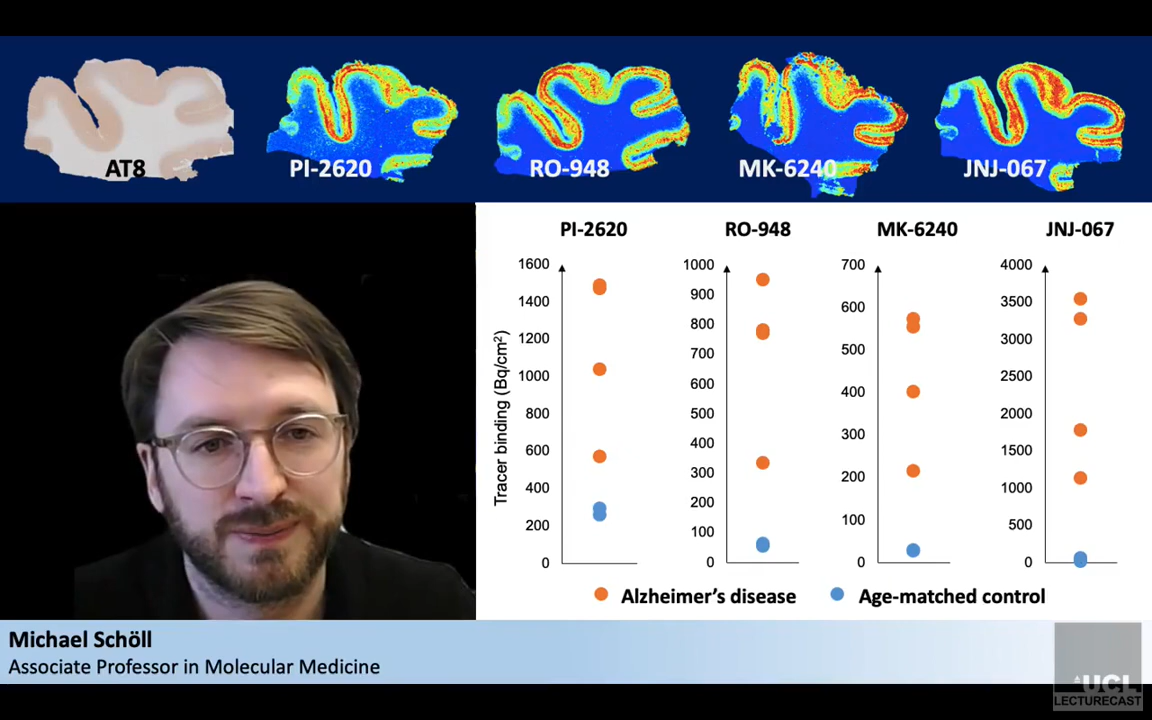 AT8
PI-2620
RO-948
MK-6240
JNJ-067
PI-2620
RO-948
MK-6240
JNJ-067
Tracer binding (Bq/cm²)
1600
1400
1200
1000
800
600
400
200
0
1000
900
800
700
600
500
400
300
200
100
0
700
600
500
400
300
200
100
0
4000
3500
3000
2500
2000
1500
1000
500
0
Alzheimer's disease
Age-matched control
Michael Schöll
Associate Professor in Molecular Medicine
UCL
LECTURECAST